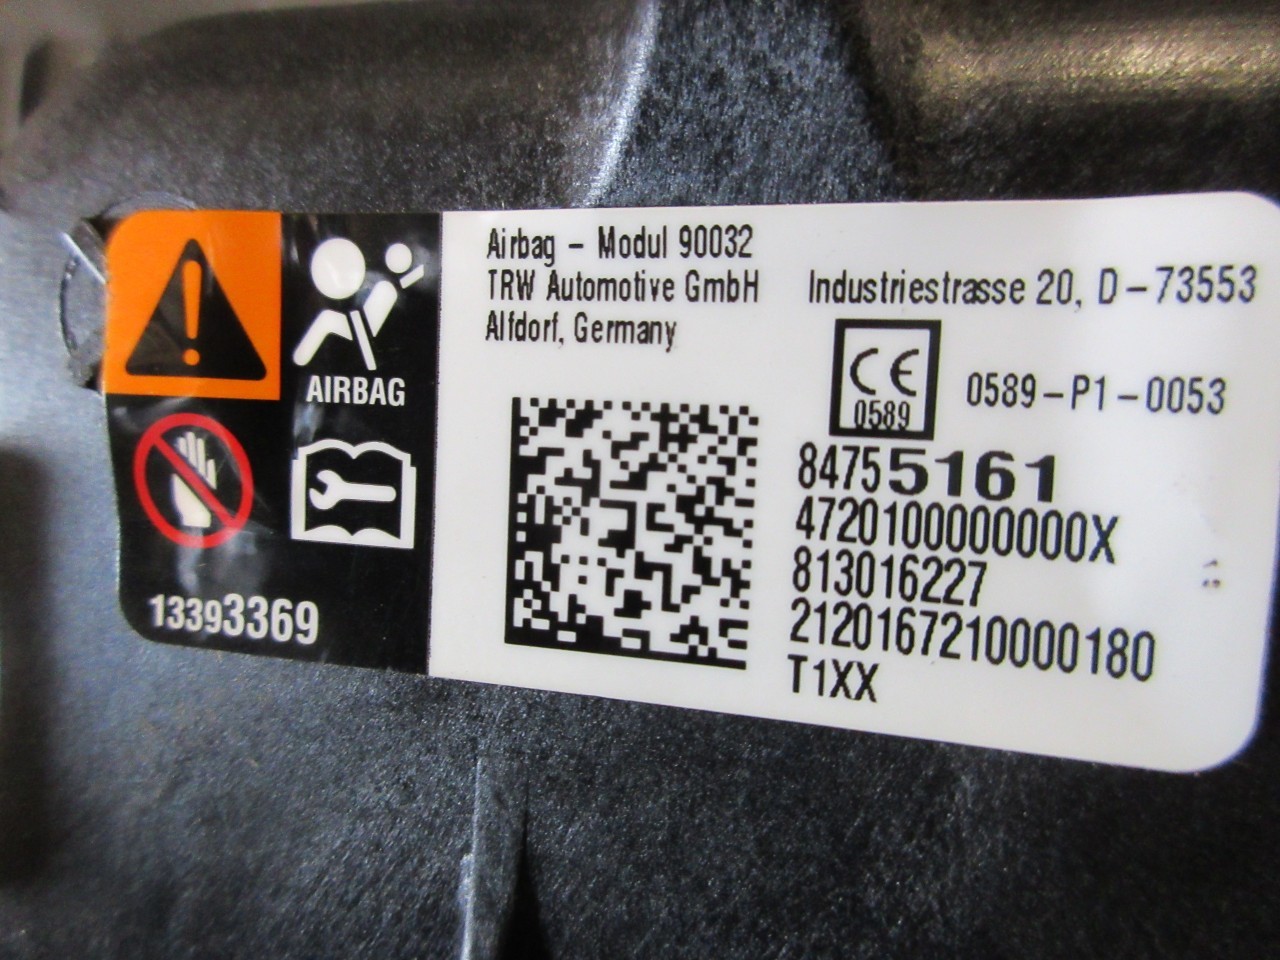 Airbag - Modul 90032
TRW Automotive GmbH
Industriestrasse 20, D-73553
Alfdorf, Germany
CE
0589
0589-P1-0053
84755161
4720100000000X
813016227
2120167210000180
T1XX
AIRBAG
13393369